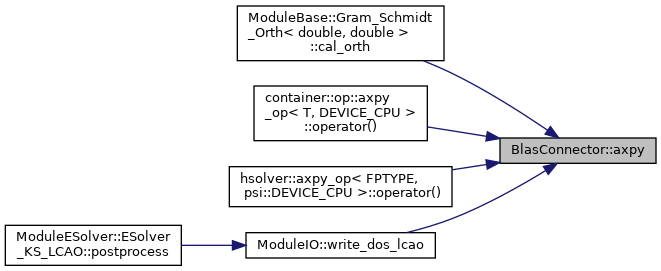 ModuleBase::Gram_Schmidt
_Orth< double, double >
::cal_orth
container::op::axpy
_op< T, DEVICE_CPU >
::operator()
BlasConnector::axpy
hsolver::axpy_op< FPTYPE,
psi::DEVICE_CPU >::operator()
ModuleESolver::ESolver
_KS_LCAO::postprocess
ModuleIO::write_dos_lcao